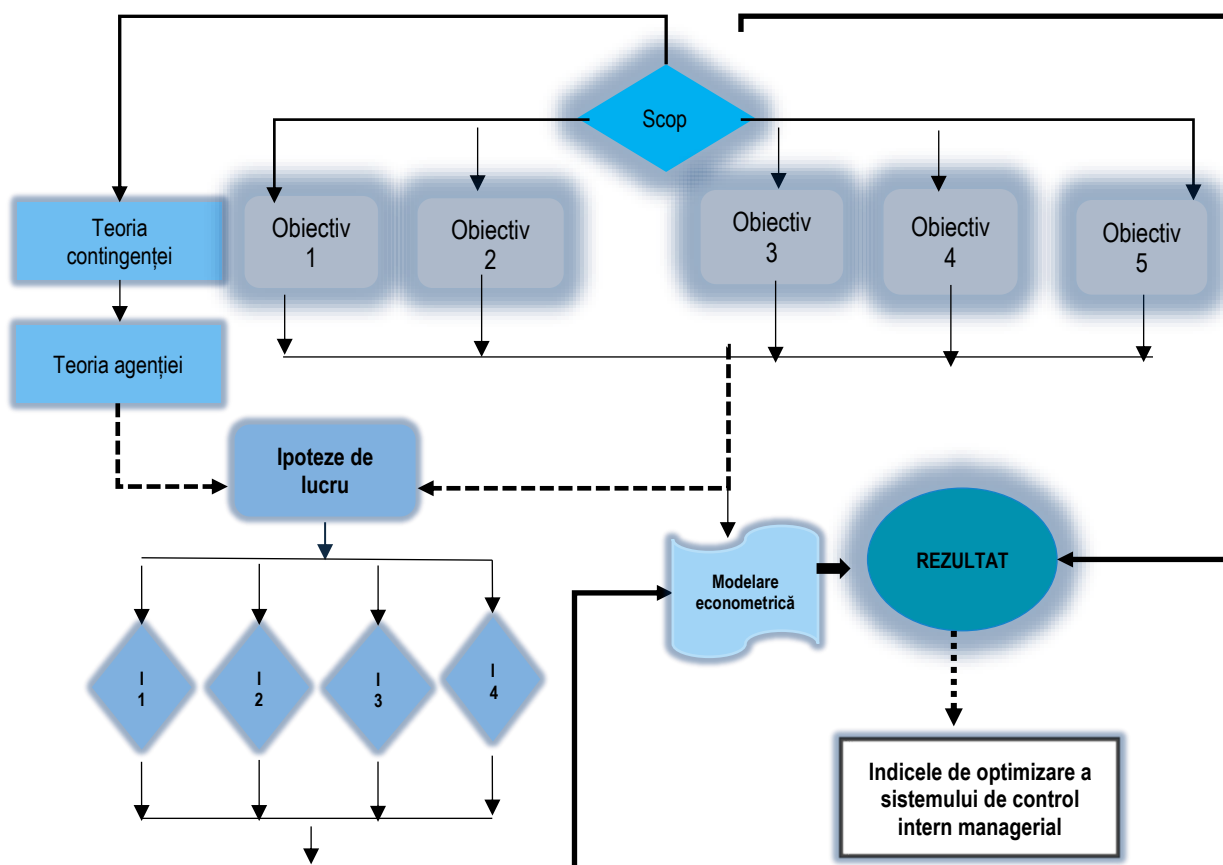 Scop
Teoria
contingenței
Obiectiv
1
Obiectiv
2
Obiectiv
3
Obiectiv
4
Obiectiv
5
Teoria agenției
Ipoteze de
lucru
Modelare
econometrică
REZULTAT
I
1
I
2
I
3
I
4
Indicele de optimizare a
sistemului de control
intern managerial